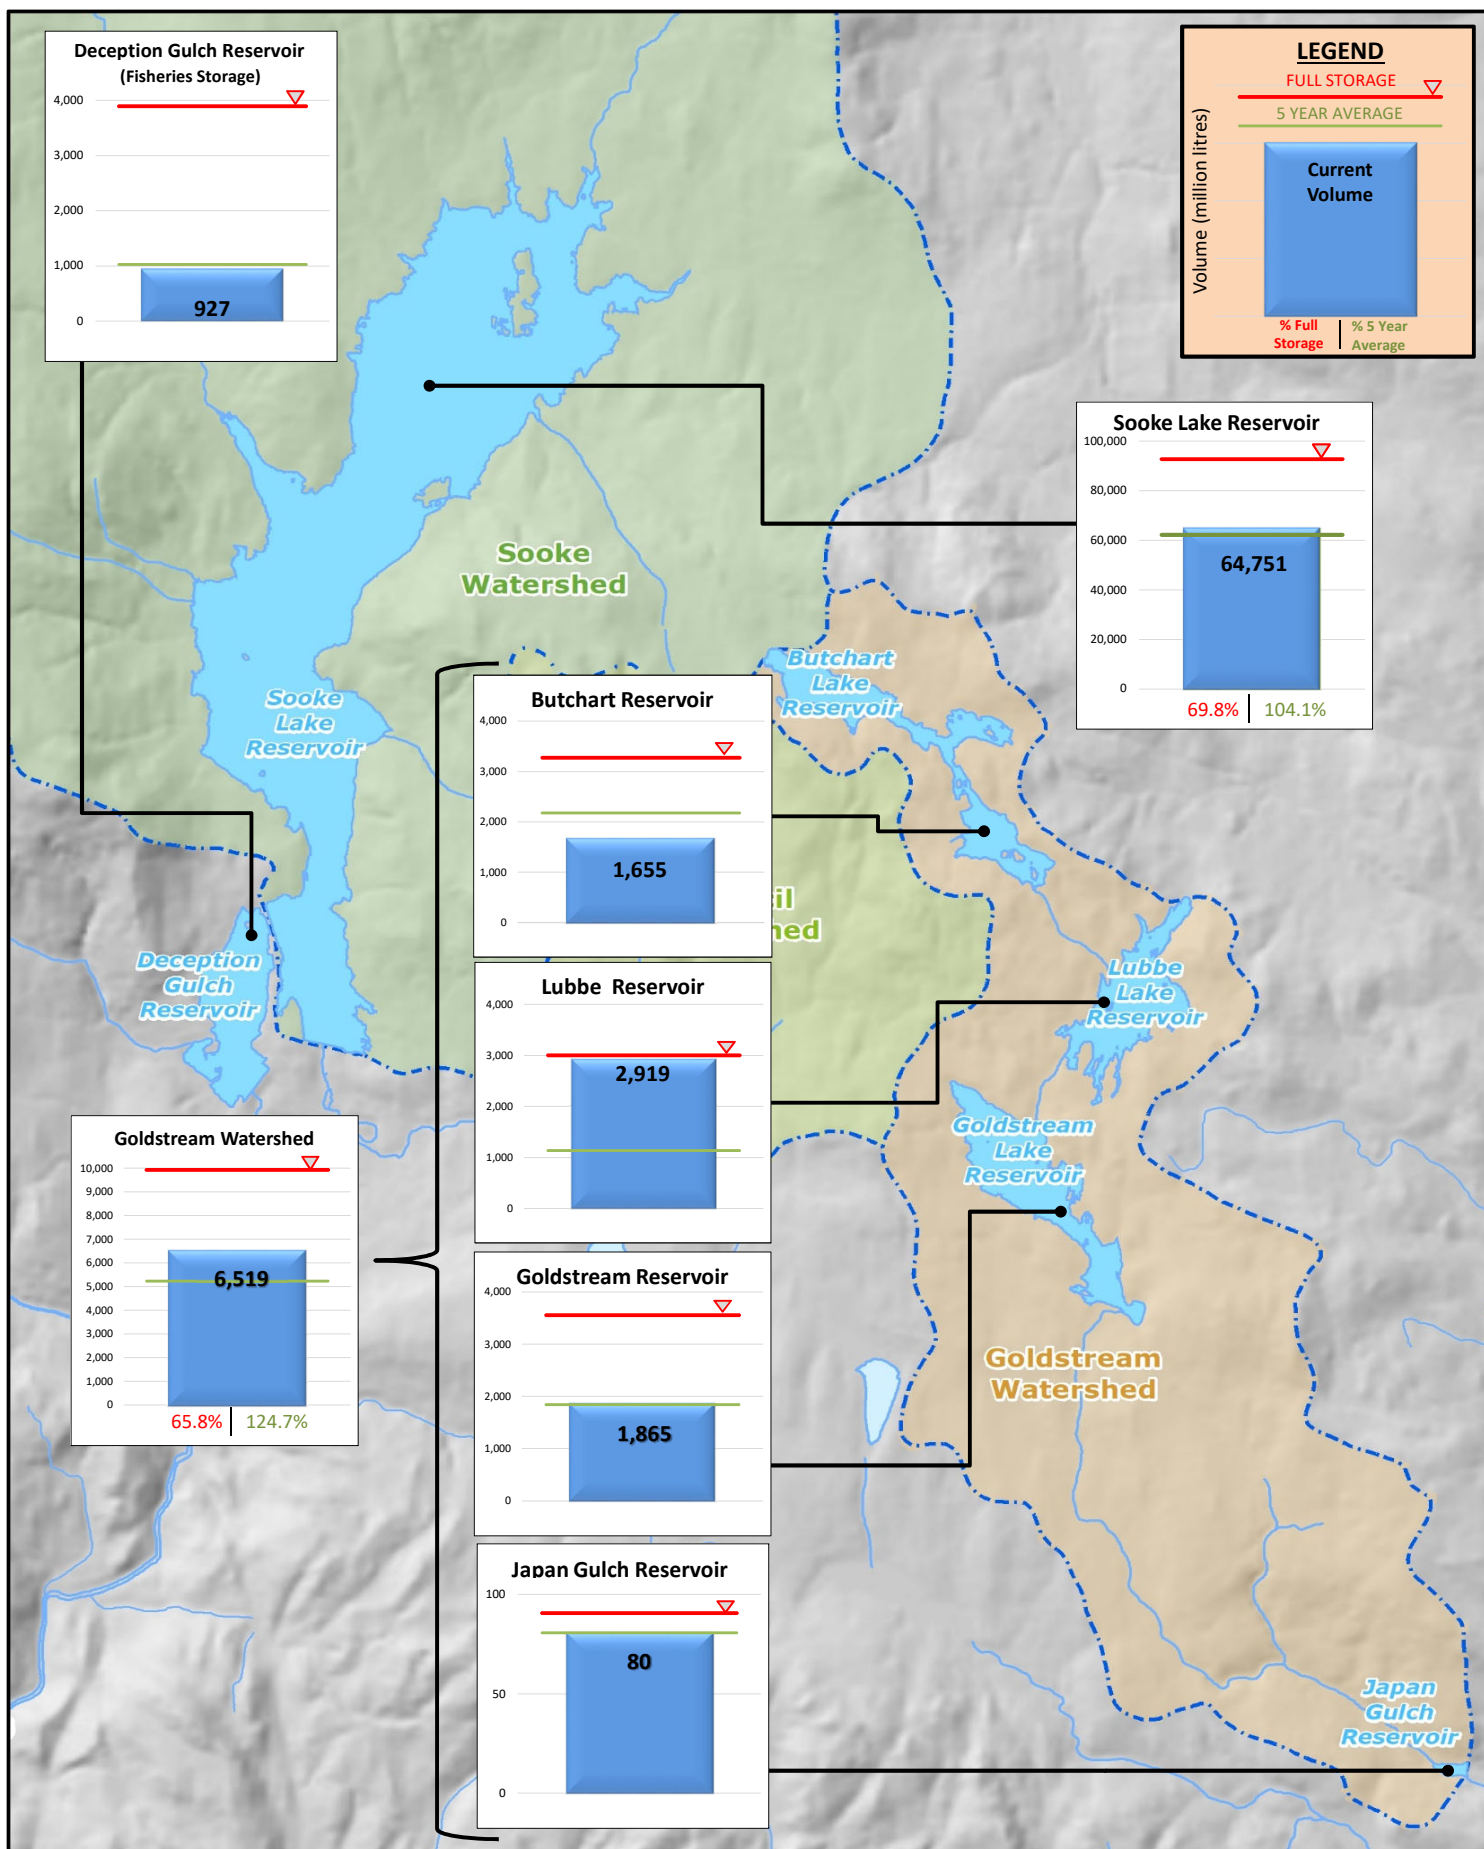 Deception Gulch Reservoir
(Fisheries Storage)
4,000
3,000
2,000
1,000
0
927
LEGEND
FULL STORAGE
5 YEAR AVERAGE
Volume (million litres)
Current
Volume
% Full
Storage
% 5 Year
Average
Sooke Lake Reservoir
100,000
80,000
60,000
40,000
20,000
0
64,751
69.8%
104.1%
Sooke
Watershed
Sooke
Lake
Reservoir
Butchart
Lake
Reservoir
Butchart Reservoir
4,000
3,000
2,000
1,000
0
1,655
Deception
Gulch
Reservoir
Lubbe Reservoir
4,000
3,000
2,000
1,000
0
2,919
Lubbe
Lake
Reservoir
Goldstream Watershed
10,000
9,000
8,000
7,000
6,000
5,000
4,000
3,000
2,000
1,000
0
6,519
65.8%
124.7%
Goldstream
Lake
Reservoir
Goldstream Reservoir
4,000
3,000
2,000
1,000
0
1,865
Goldstream
Watershed
Japan Gulch Reservoir
100
50
0
80
Japan
Gulch
Reservoir